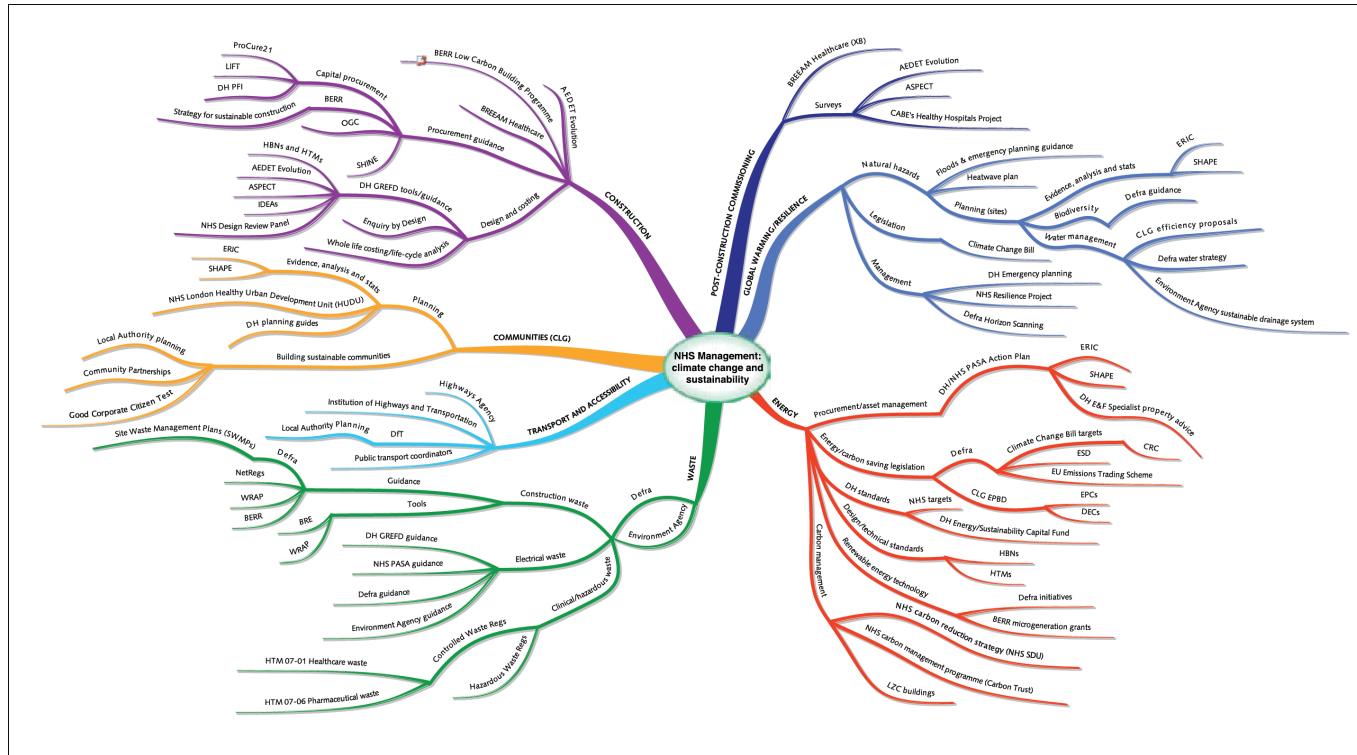 NHS Management:
climate change and
sustainability
CONSTRUCTION
Procurement guidance
Capital procurement
ProCure21
LIFT
DH PFI
BERR
Strategy for sustainable construction
OGC
SHINE
BERR Low Carbon Building Programme
BREEAM Healthcare
AEDET Evolution
Design and costing
DH GREFD tools/guidance
HBNs and HTMs
AEDET Evolution
ASPECT
IDEAs
NHS Design Review Panel
Enquiry by Design
Whole life costing/life-cycle analysis
COMMUNITIES (CLG)
Planning
Evidence, analysis and stats
ERIC
SHAPE
NHS London Healthy Urban Development Unit (HUDU)
DH planning guides
Building sustainable communities
Local Authority planning
Community Partnerships
Good Corporate Citizen Test
TRANSPORT AND ACCESSIBILITY
Highways Agency
Institution of Highways and Transportation
DfT
Local Authority Planning
Public transport coordinators
WASTE
Defra
Environment Agency
Construction waste
Guidance
Defra
Site Waste Management Plans (SWMPs)
NetRegs
WRAP
BERR
Tools
BRE
WRAP
Electrical waste
DH GREFD guidance
NHS PASA guidance
Defra guidance
Environment Agency guidance
Clinical/hazardous waste
Controlled Waste Regs
HTM 07-01 Healthcare waste
HTM 07-06 Pharmaceutical waste
Hazardous Waste Regs
POST-CONSTRUCTION COMMISSIONING
BREEAM Healthcare (XB)
Surveys
AEDET Evolution
ASPECT
CABE's Healthy Hospitals Project
GLOBAL WARMING/RESILIENCE
Natural hazards
Floods & emergency planning guidance
Heatwave plan
Planning (sites)
Evidence, analysis and stats
ERIC
SHAPE
Biodiversity
Defra guidance
Water management
CLG efficiency proposals
Defra water strategy
Environment Agency sustainable drainage system
Legislation
Climate Change Bill
Management
DH Emergency planning
NHS Resilience Project
Defra Horizon Scanning
ENERGY
Procurement/asset management
DH/NHS PASA Action Plan
ERIC
SHAPE
DH E&F Specialist property advice
Energy/carbon saving legislation
Defra
Climate Change Bill targets
CRC
ESD
EU Emissions Trading Scheme
CLG EPBD
EPCs
DECs
DH standards
NHS targets
DH Energy/Sustainability Capital Fund
Design/technical standards
HBNs
HTMs
Renewable energy technology
Defra initiatives
BERR microgeneration grants
Carbon management
NHS carbon reduction strategy (NHS SDU)
NHS carbon management programme (Carbon Trust)
LZC buildings